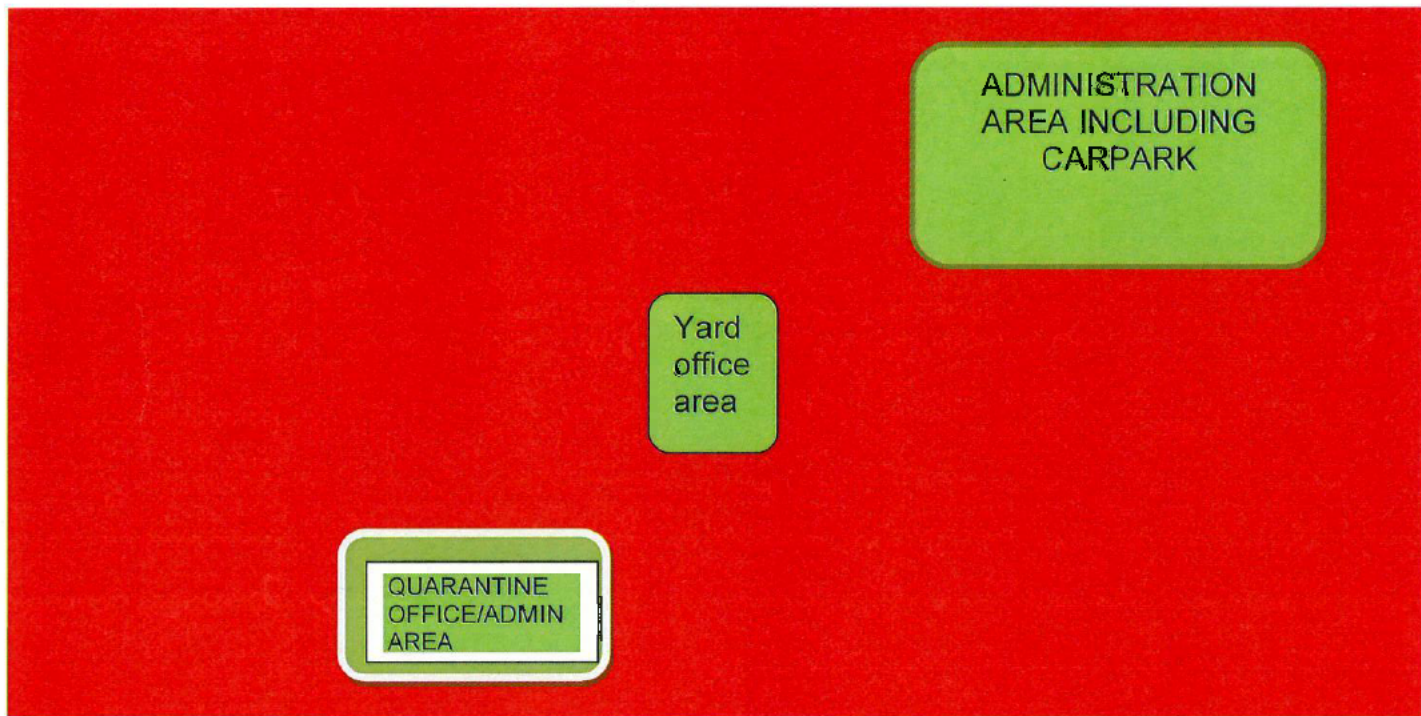 ADMINISTRATION
AREA INCLUDING
CARPARK
Yard
office
area
QUARANTINE
OFFICE/ADMIN
AREA